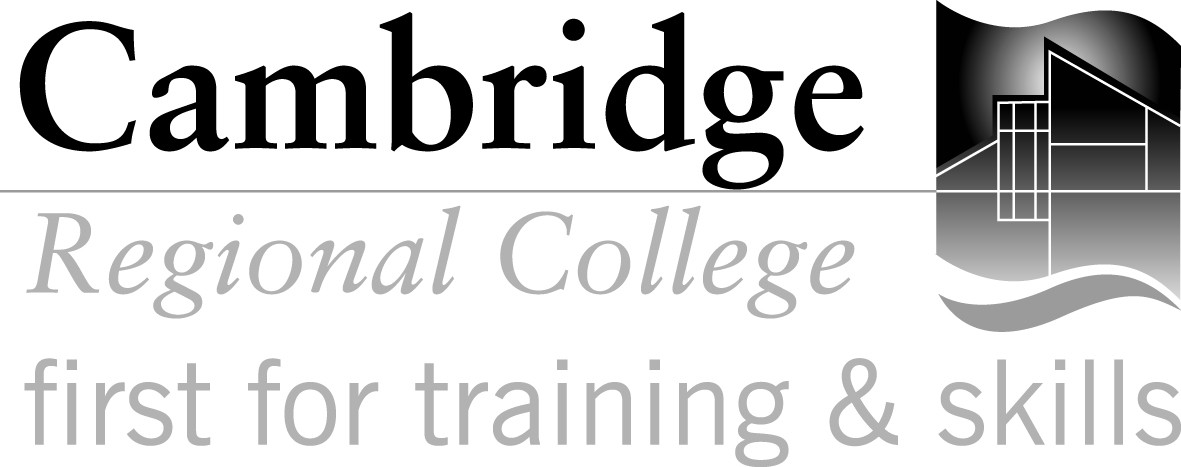 Cambridge
Regional College
first for training & skills